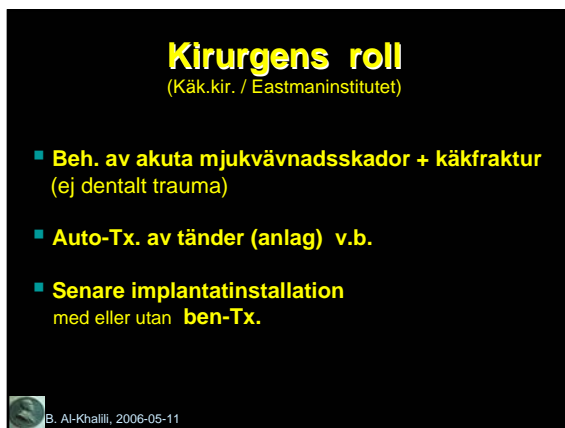 Kirurgens roll
(Käk.kir. / Eastmaninstitutet)
Beh. av akuta mjukvävnadsskador + käkfraktur
(ej dentalt trauma)
Auto-Tx. av tänder (anlag) v.b.
Senare implantatinstallation
med eller utan ben-Tx.
B. Al-Khalili, 2006-05-11